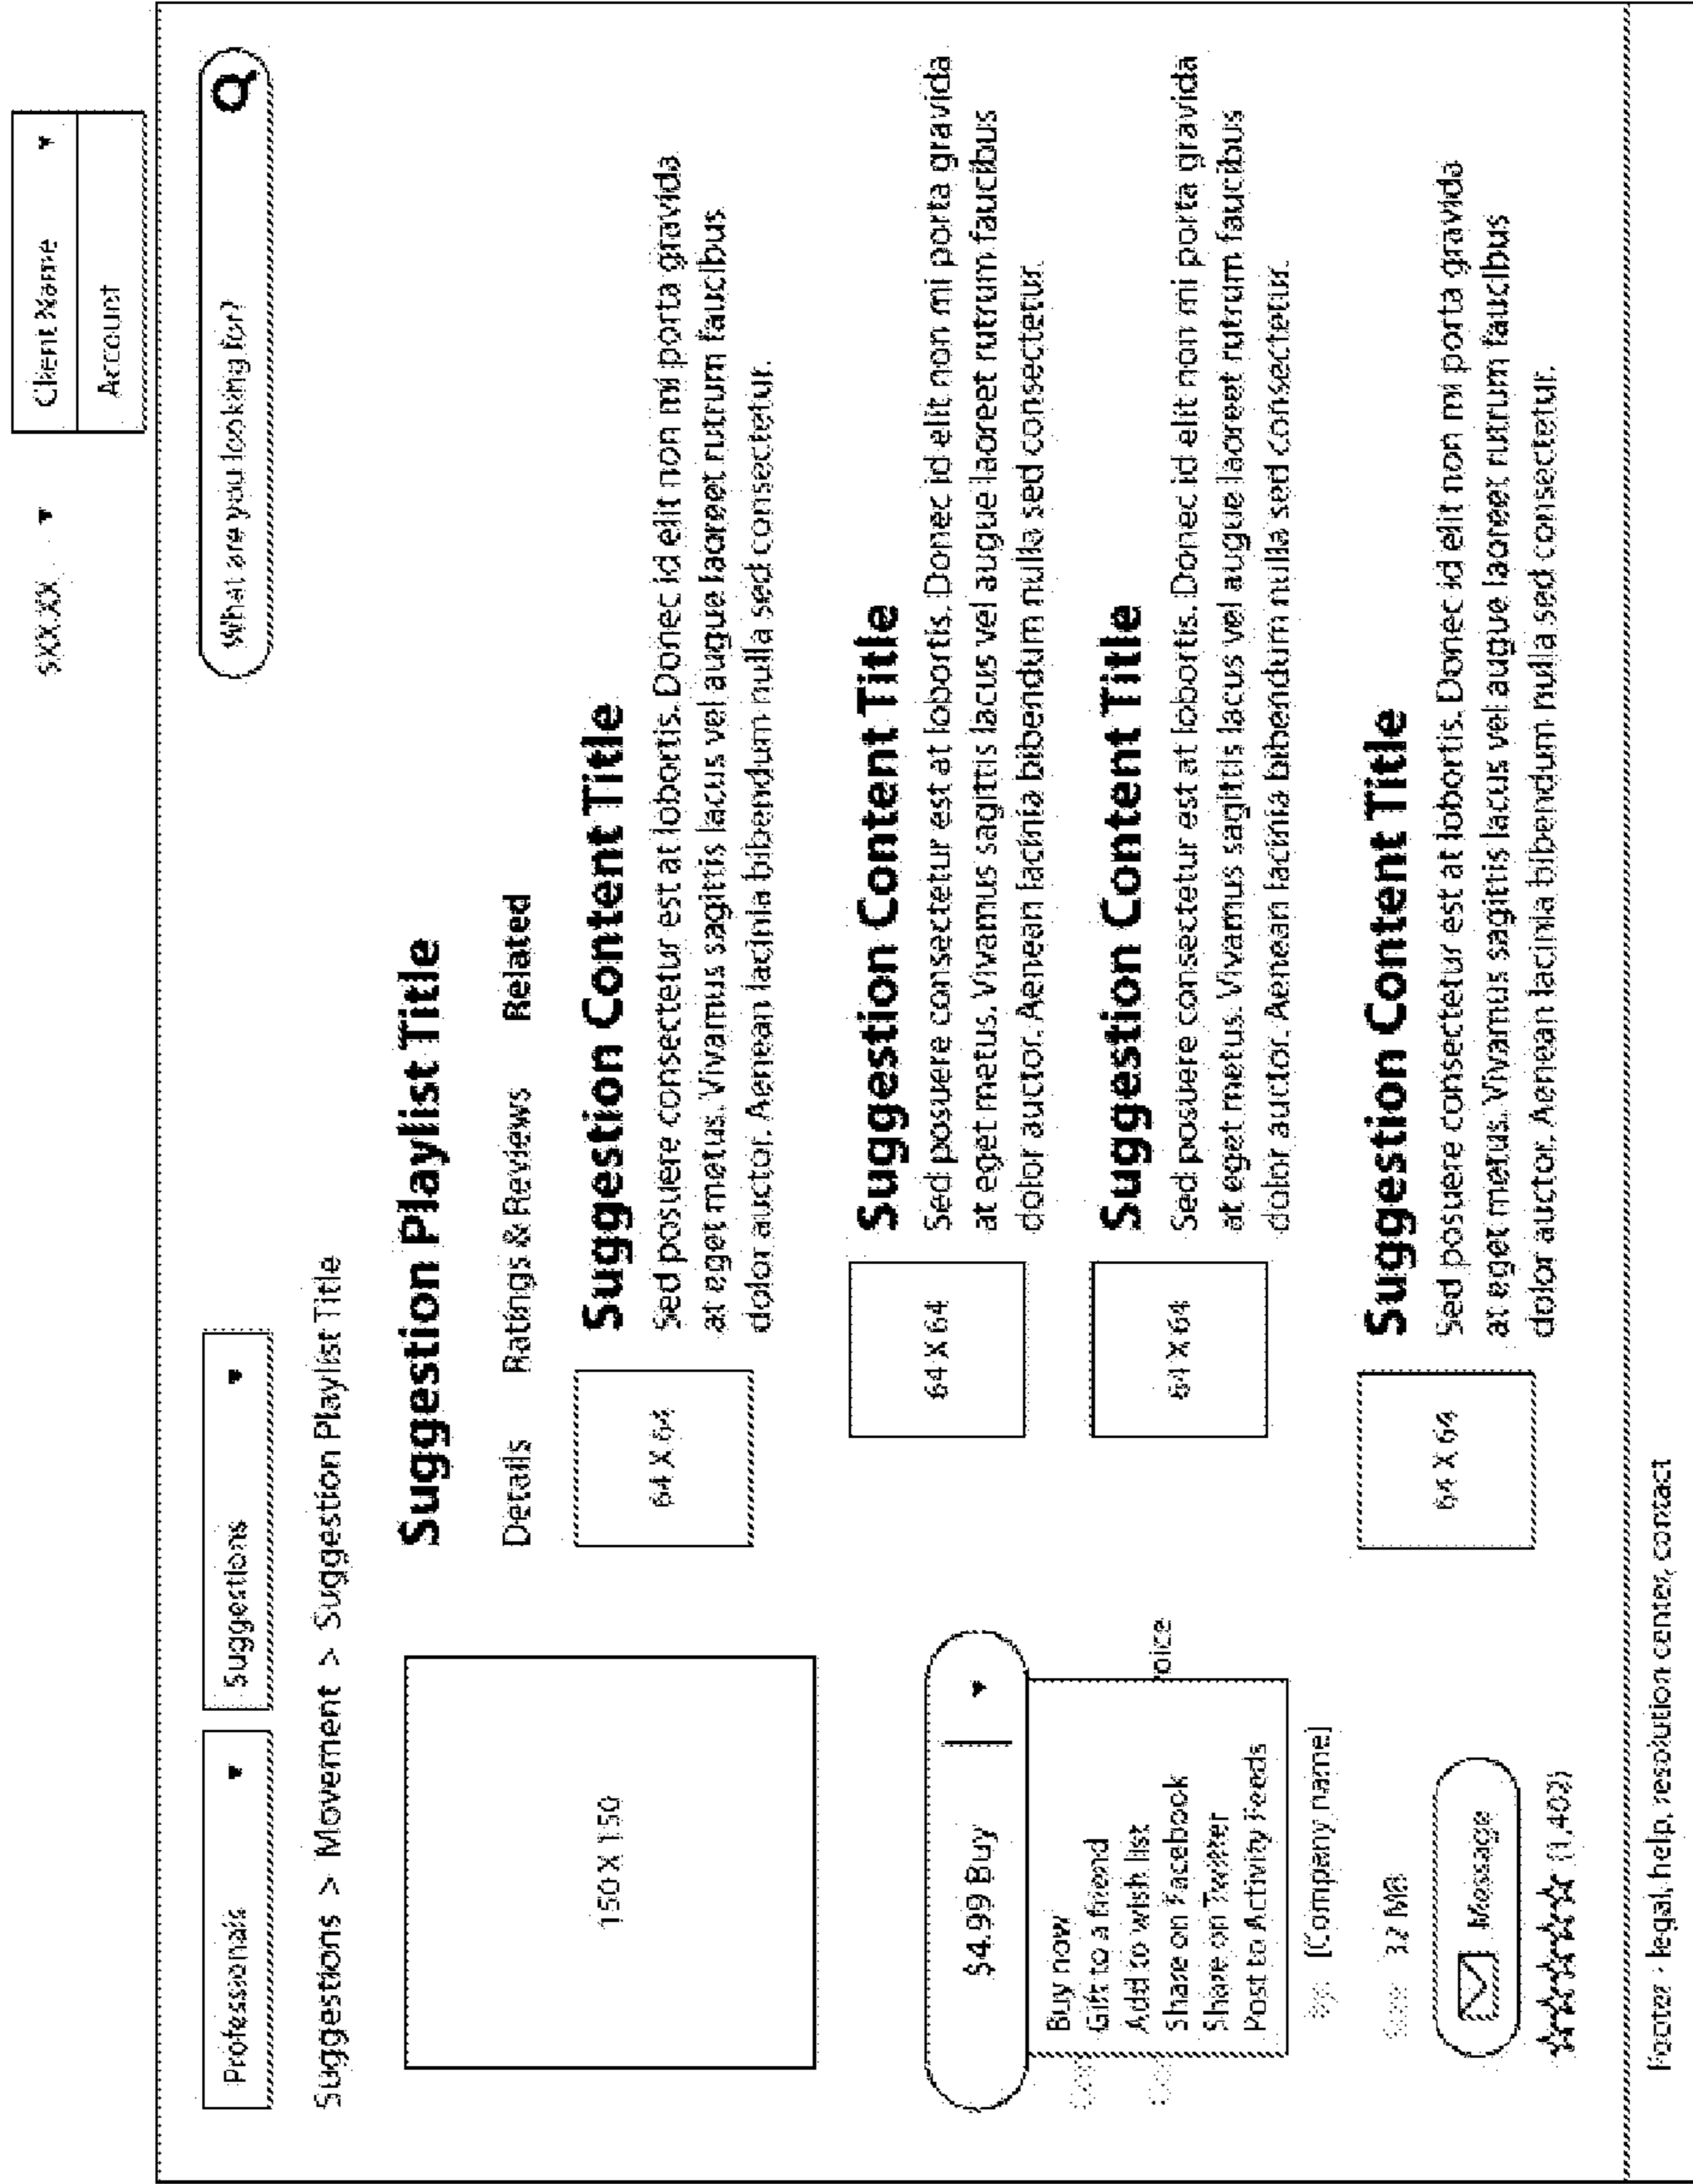 $XX.XX
Client Name
Account
Professionals
Suggestions
What are you looking for?
Suggestions > Movement > Suggestion Playlist Title
150 X 150
Suggestion Playlist Title
Details Ratings & Reviews Related
64 X 64
Suggestion Content Title
Sed posuere consectetur est at lobortis. Donec id elit non mi porta gravida
at eget metus. Vivamus sagittis lacus vel augue laoreet rutrum faucibus
dolor auctor. Aenean lacinia bibendum nulla sed consectetur.
64 X 64
Suggestion Content Title
Sed posuere consectetur est at lobortis. Donec id elit non mi porta gravida
at eget metus. Vivamus sagittis lacus vel augue laoreet rutrum faucibus
dolor auctor. Aenean lacinia bibendum nulla sed consectetur.
64 X 64
Suggestion Content Title
Sed posuere consectetur est at lobortis. Donec id elit non mi porta gravida
at eget metus. Vivamus sagittis lacus vel augue laoreet rutrum faucibus
dolor auctor. Aenean lacinia bibendum nulla sed consectetur.
64 X 64
Suggestion Content Title
Sed posuere consectetur est at lobortis. Donec id elit non mi porta gravida
at eget metus. Vivamus sagittis lacus vel augue laoreet rutrum faucibus
dolor auctor. Aenean lacinia bibendum nulla sed consectetur.
$4.99 Buy
Buy now
Gift to a friend
Add to wish list
oice
Share on Facebook
Share on Twitter
Post to Activity Feeds
[Company name]
3.2 MB
Message
(1,402)
Footer - legal, help, resolution center, contact